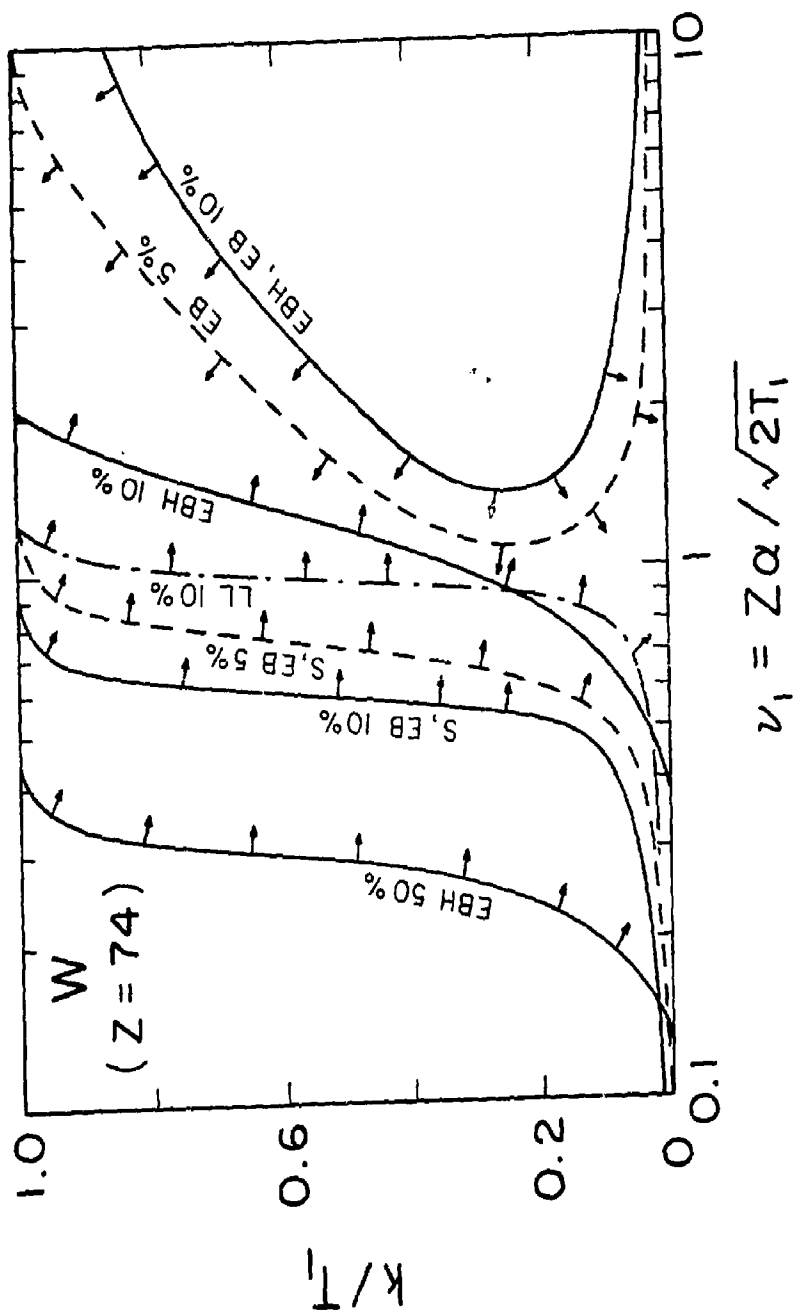 W
(Z = 74)
EBH 50%
S, EB 10%
S, EB 5%
LL 10%
EBH 10%
EB 5%
EBH, EB 10%
k/T₁
1.0
0.6
0.2
0
0.1
1
10
ν₁ = Zα/√2T₁